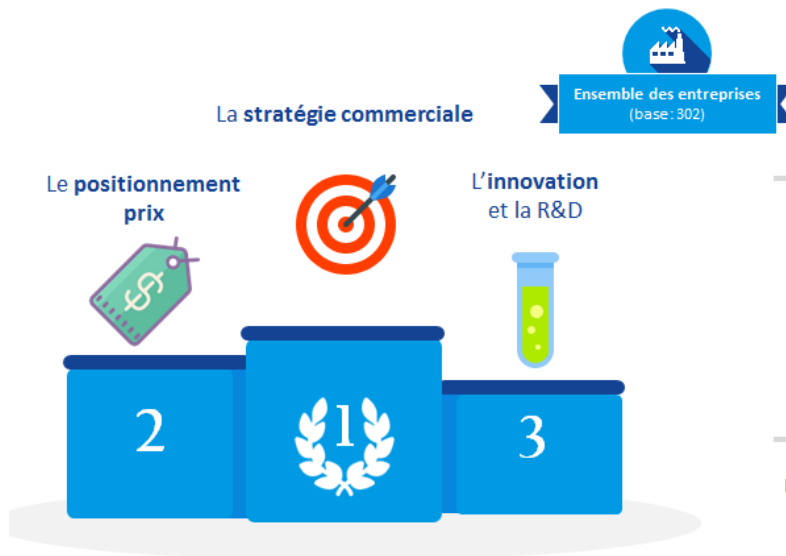 Ensemble des entreprises
(base: 302)
La stratégie commerciale
Le positionnement
prix
L'innovation
et la R&D
$
2
1
3